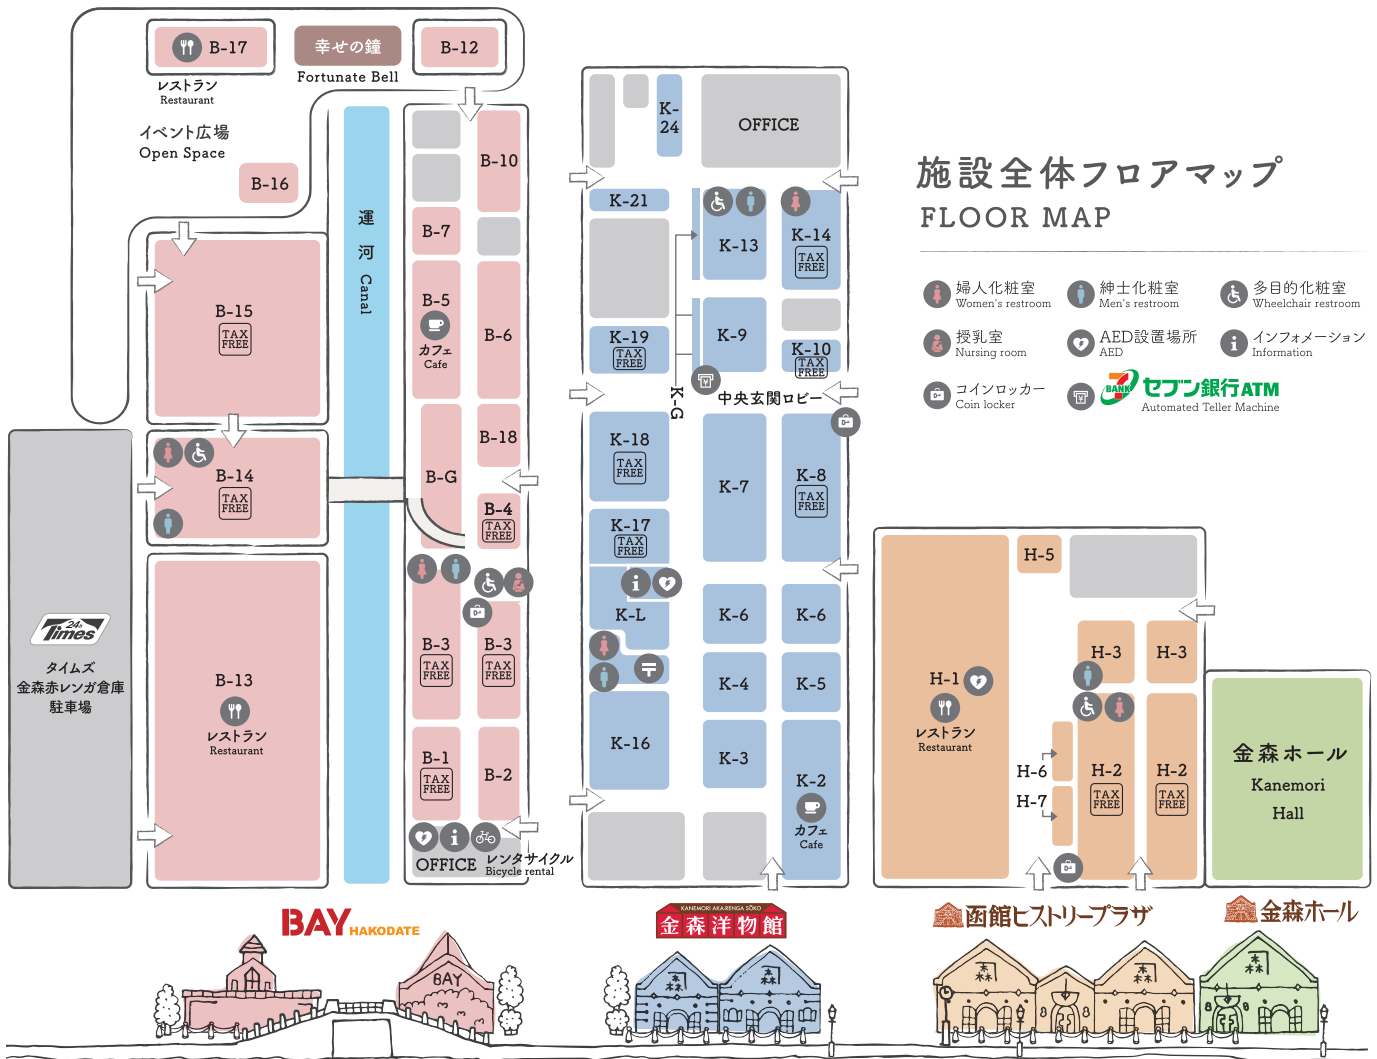 B-17
レストラン
Restaurant
幸せの鐘
Fortunate Bell
B-12
イベント広場
Open Space
B-16
B-15
TAX
FREE
B-14
TAX
FREE
B-13
レストラン
Restaurant
24h
Times
タイムズ
金森赤レンガ倉庫
駐車場
運河 Canal
B-10
B-7
B-5
カフェ
Cafe
B-6
B-18
B-G
B-4
TAX
FREE
B-3
TAX
FREE
B-3
TAX
FREE
B-1
TAX
FREE
B-2
OFFICE
レンタサイクル
Bicycle rental
K-
24
OFFICE
K-21
K-13
K-14
TAX
FREE
K-19
TAX
FREE
K-9
K-10
TAX
FREE
K-G
中央玄関ロビー
K-18
TAX
FREE
K-7
K-8
TAX
FREE
K-17
TAX
FREE
K-L
K-6
K-6
K-4
K-5
K-16
K-3
K-2
カフェ
Cafe
施設全体フロアマップ
FLOOR MAP
婦人化粧室
Women's restroom
紳士化粧室
Men's restroom
多目的化粧室
Wheelchair restroom
授乳室
Nursing room
AED設置場所
AED
インフォメーション
Information
コインロッカー
Coin locker
7 BANK
セブン銀行ATM
Automated Teller Machine
H-5
H-1
レストラン
Restaurant
H-3
H-3
H-6
H-7
H-2
TAX
FREE
H-2
TAX
FREE
金森ホール
Kanemori
Hall
BAY HAKODATE
KANEMORI AKA-RENGA SŌKO
金森洋物館
函館ヒストリープラザ
金森ホール
BAY
森
森
森
森
森